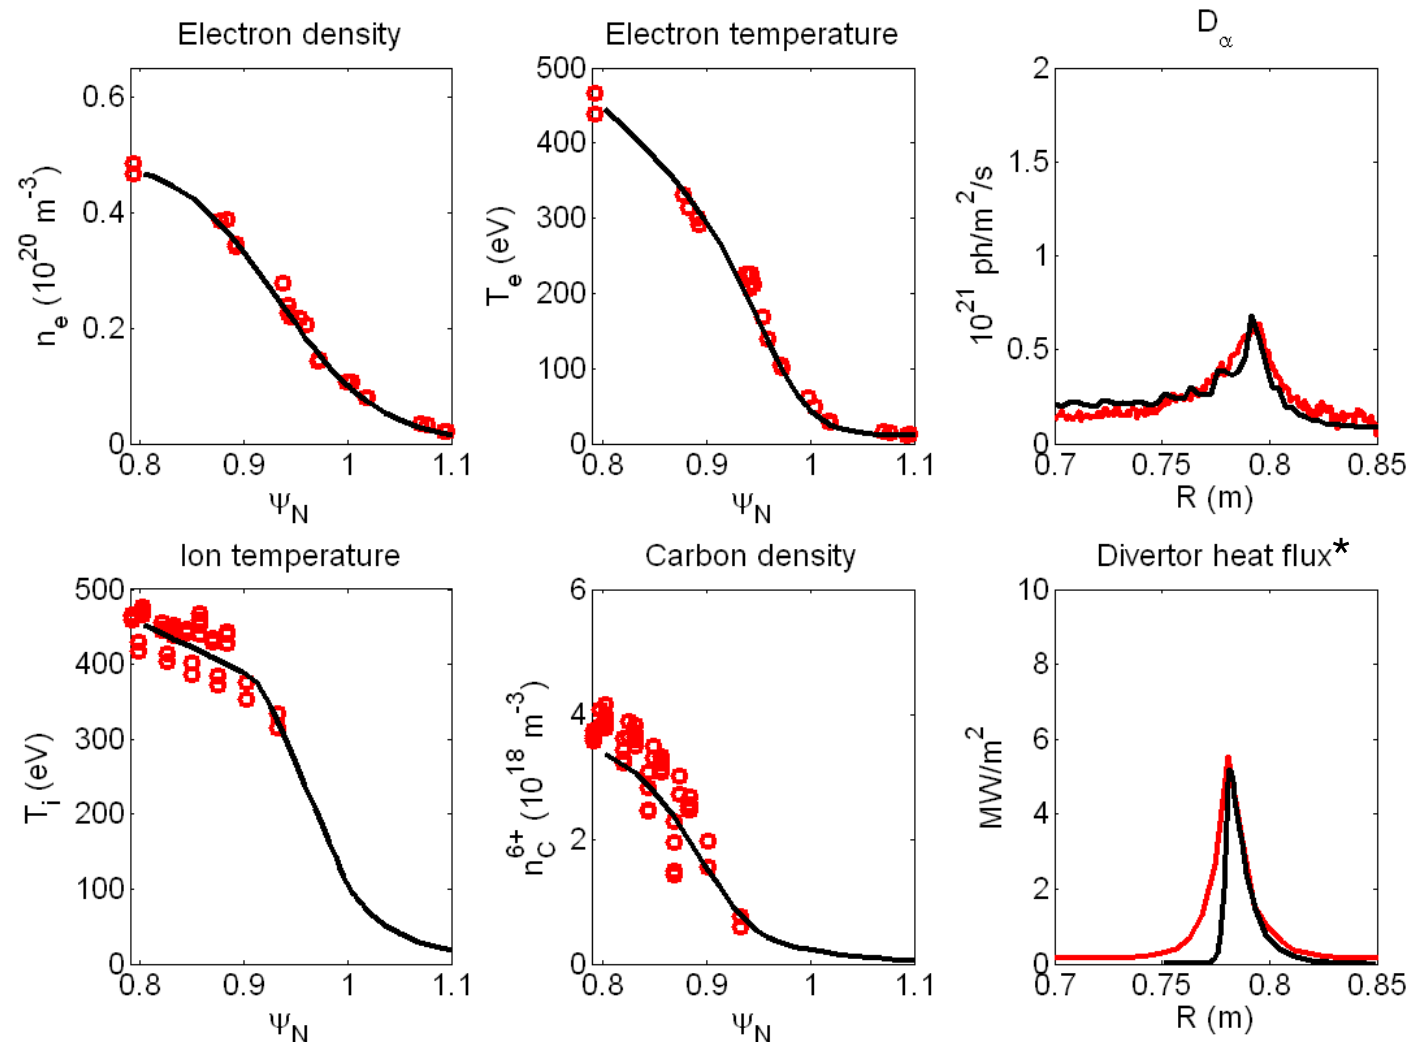 Electron density
0.6
0.4
0.2
0
0.8 0.9 1 1.1
n_e (10^20 m^-3)
Ψ_N
Electron temperature
500
400
300
200
100
0
0.8 0.9 1 1.1
T_e (eV)
Ψ_N
D_α
2
1.5
1
0.5
0
0.7 0.75 0.8 0.85
10^21 ph/m^2/s
R (m)
Ion temperature
500
400
300
200
100
0
0.8 0.9 1 1.1
T_i (eV)
Ψ_N
Carbon density
6
4
2
0
0.8 0.9 1 1.1
n_C^6+ (10^18 m^-3)
Ψ_N
Divertor heat flux*
10
8
6
4
2
0
0.7 0.75 0.8 0.85
MW/m^2
R (m)